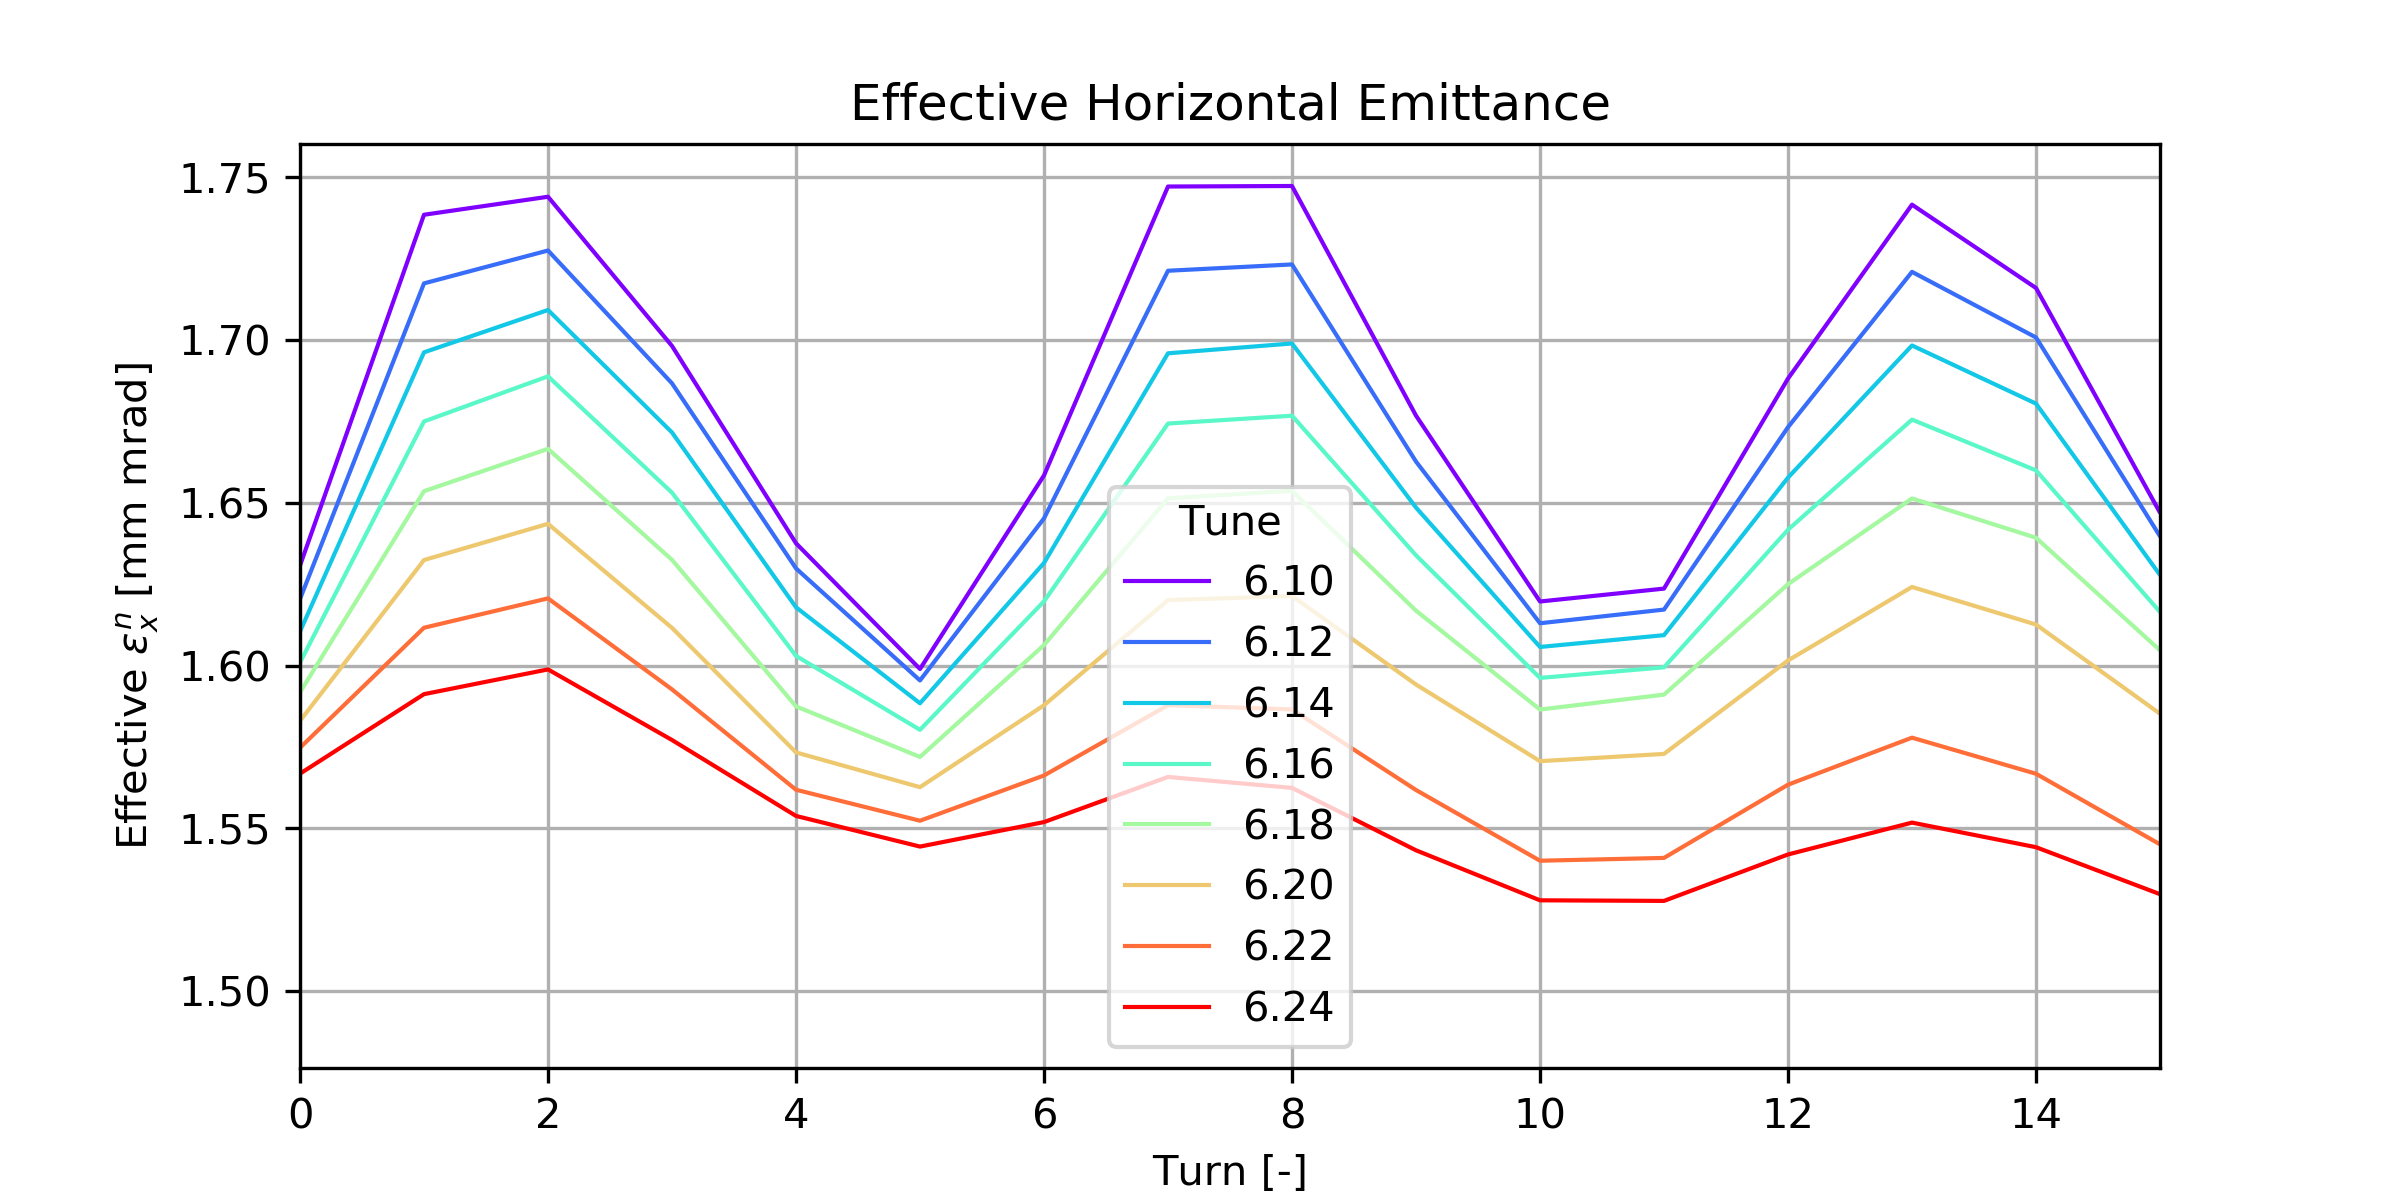 Effective Horizontal Emittance
Effective εₓⁿ [mm mrad]
1.75
1.70
1.65
1.60
1.55
1.50
Tune
6.10
6.12
6.14
6.16
6.18
6.20
6.22
6.24
0 2 4 6 8 10 12 14
Turn [-]